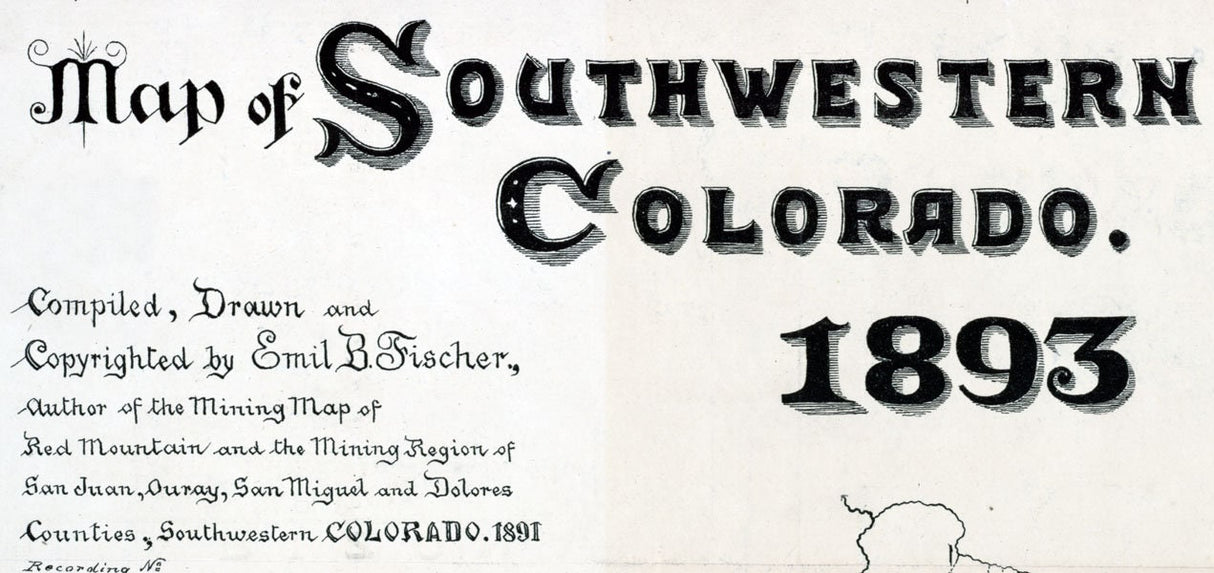 Map of SOUTHWESTERN
COLORADO.
1893
Compiled, Drawn and
Copyrighted by Emil B. Fischer.,
Author of the Mining Map of
Red Mountain and the Mining Region of
San Juan, Ouray, San Miguel and Dolores
Counties, Southwestern COLORADO. 1891
Recording Nº